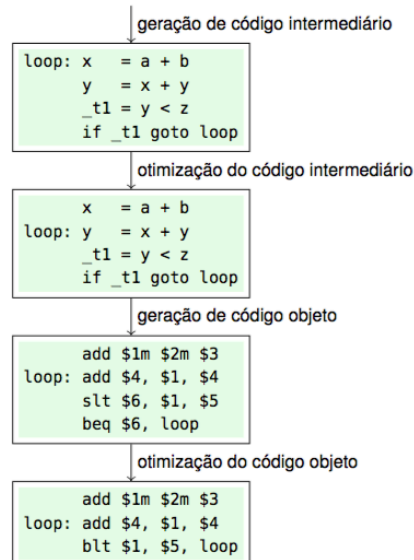 geração de código intermediário
loop: x = a + b
y = x + y
_t1 = y < z
if _t1 goto loop
otimização do código intermediário
x = a + b
loop: y = x + y
_t1 = y < z
if _t1 goto loop
geração de código objeto
add $1m $2m $3
loop: add $4, $1, $4
slt $6, $1, $5
beq $6, loop
otimização do código objeto
add $1m $2m $3
loop: add $4, $1, $4
blt $1, $5, loop